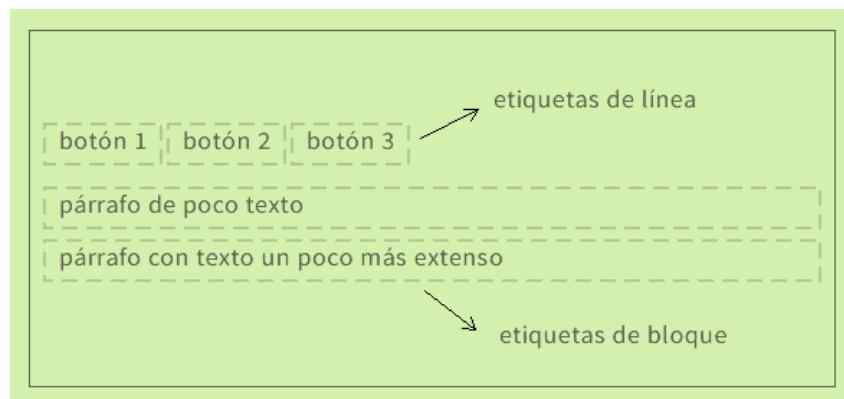 etiquetas de línea
botón 1 botón 2 botón 3
párrafo de poco texto
párrafo con texto un poco más extenso
etiquetas de bloque